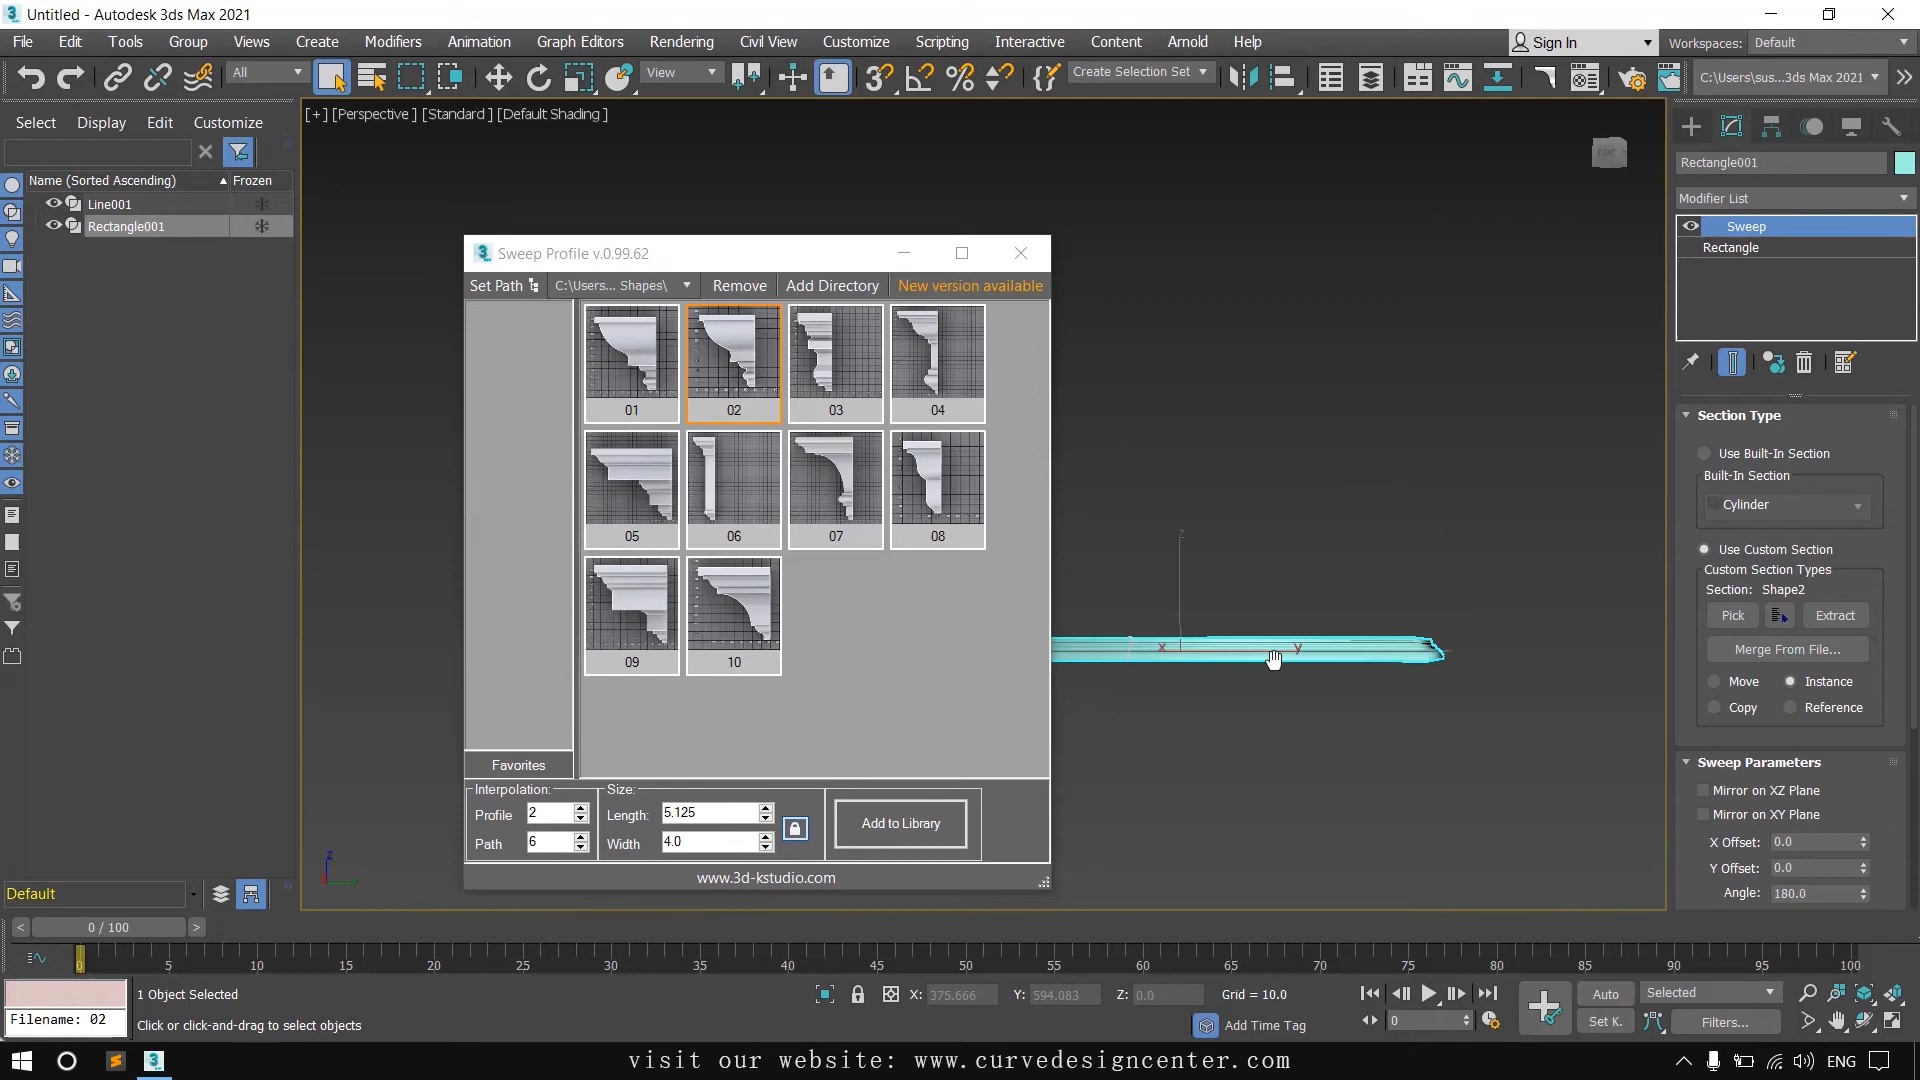 Untitled - Autodesk 3ds Max 2021
File Edit Tools Group Views Create Modifiers Animation Graph Editors Rendering Civil View Customize Scripting Interactive Content Arnold Help
Sign In
Workspaces: Default
All
View
Create Selection Set
C:\Users\sus...3ds Max 2021
Select Display Edit Customize
[ + ] [Perspective ] [Standard ] [Default Shading ]
Name (Sorted Ascending) Frozen
Line001
Rectangle001
Sweep Profile v.0.99.62
Set Path C:\Users... Shapes\ Remove Add Directory New version available
01 02 03 04
05 06 07 08
09 10
Favorites
Interpolation: Size:
Profile 2 Length: 5.125
Path 6 Width 4.0
Add to Library
www.3d-kstudio.com
z
x y
Rectangle001
Modifier List
Sweep
Rectangle
Section Type
Use Built-In Section
Built-In Section
Cylinder
Use Custom Section
Custom Section Types
Section: Shape2
Pick Extract
Merge From File...
Move Instance
Copy Reference
Sweep Parameters
Mirror on XZ Plane
Mirror on XY Plane
X Offset: 0.0
Y Offset: 0.0
Angle: 180.0
Default
0 / 100
0 5 10 15 20 25 30 35 40 45 50 55 60 65 70 75 80 85 90 95 100
1 Object Selected
X: 375.666 Y: 594.083 Z: 0.0 Grid = 10.0
Auto Selected
Filename: 02
Click or click-and-drag to select objects
Add Time Tag
0
Set K. Filters...
visit our website: www.curvedesigncenter.com
ENG